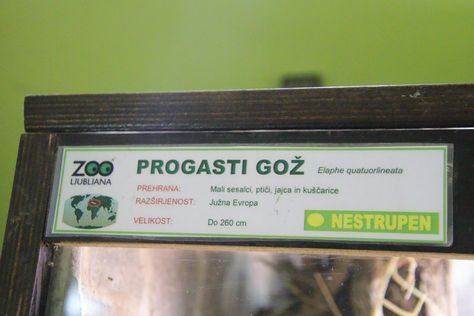 ZOO
LJUBLJANA
PROGASTI GOŽ Elaphe quatuorlineata
PREHRANA: Mali sesalci, ptiči, jajca in kuščarice
RAZŠIRJENOST: Južna Evropa
VELIKOST: Do 260 cm
NESTRUPEN